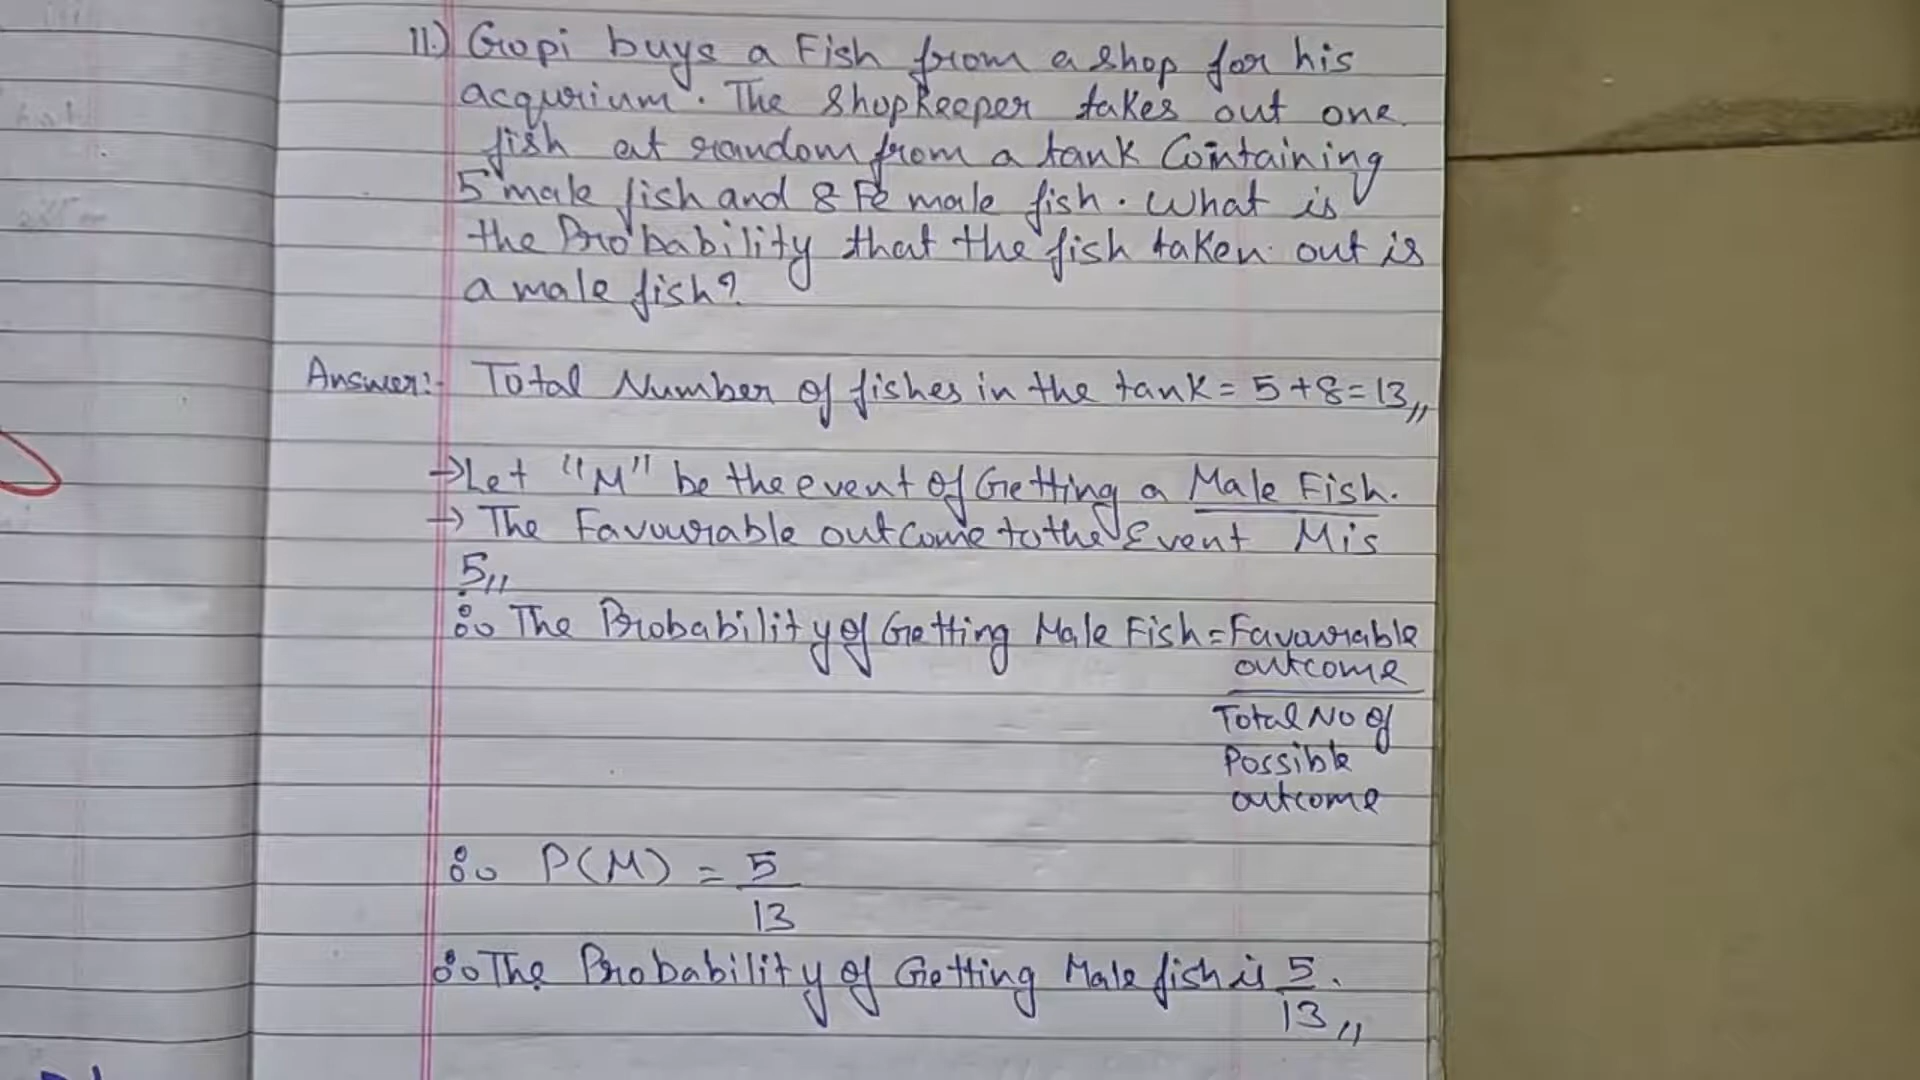 11.) Gopi buys a Fish from a shop for his
acqurium. The Shopkeeper takes out one
fish at random from a tank Containing
5 male fish and 8 Fe male fish. What is
the Probability that the fish taken out is
a male fish?
Answer:- Total Number of fishes in the tank = 5+8=13,,
→Let "M" be the event of Getting a Male Fish.
→ The Favourable outcome to the Event M is
5,,
∴ The Probability of Getting Male Fish = Favourable
outcome
Total No of
Possible
outcome
∴ P(M) = 5
13
∴ The Probability of Getting Male fish is 5.
13,,